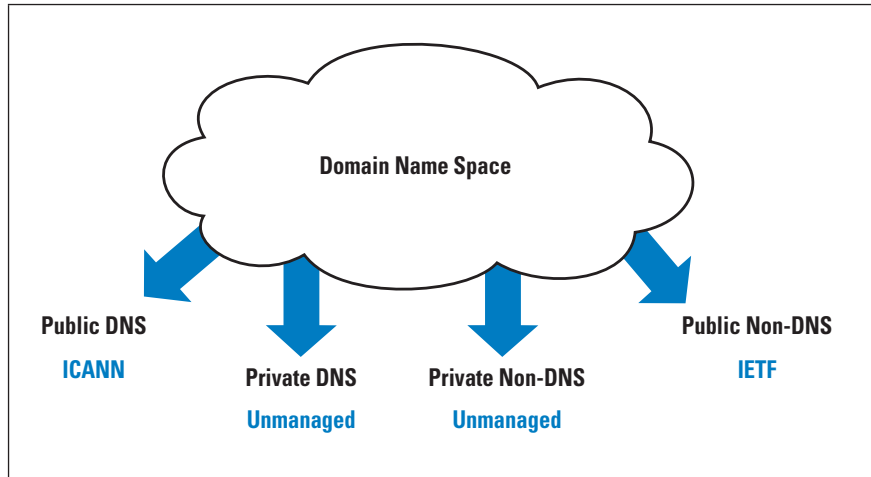 Domain Name Space
Public DNS
ICANN
Private DNS
Unmanaged
Private Non-DNS
Unmanaged
Public Non-DNS
IETF